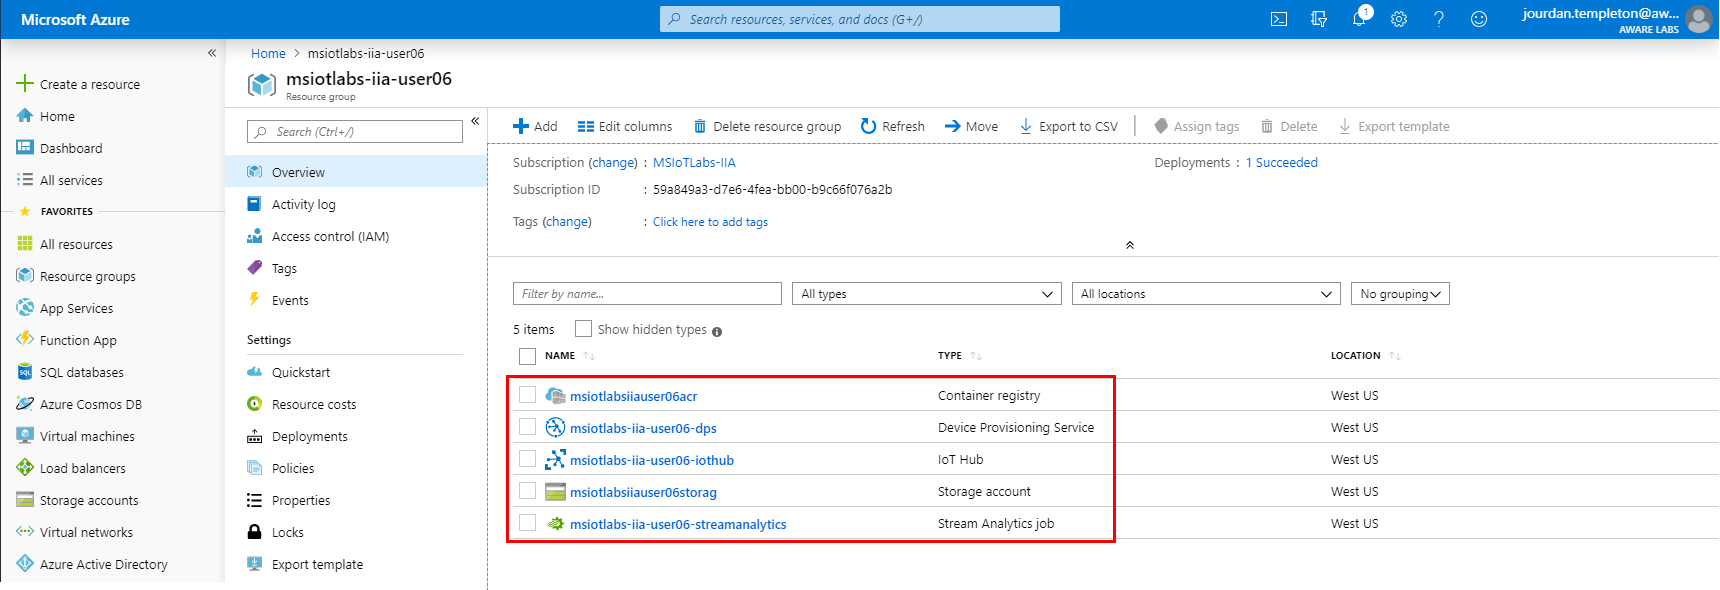 Microsoft Azure
Search resources, services, and docs (G+/)
1
jourdan.templeton@aw...
AWARE LABS
Create a resource
Home
Dashboard
All services
FAVORITES
All resources
Resource groups
App Services
Function App
SQL databases
Azure Cosmos DB
Virtual machines
Load balancers
Storage accounts
Virtual networks
Azure Active Directory
Home > msiotlabs-iia-user06
msiotlabs-iia-user06
Resource group
Search (Ctrl+/)
Overview
Activity log
Access control (IAM)
Tags
Events
Settings
Quickstart
Resource costs
Deployments
Policies
Properties
Locks
Export template
Add Edit columns Delete resource group Refresh Move Export to CSV Assign tags Delete Export template
Subscription (change) : MSIoTLabs-IIA
Deployments : 1 Succeeded
Subscription ID : 59a849a3-d7e6-4fea-bb00-b9c66f076a2b
Tags (change) : Click here to add tags
Filter by name... All types All locations No grouping
5 items Show hidden types
NAME TYPE LOCATION
msiotlabsiiauser06acr Container registry West US
msiotlabs-iia-user06-dps Device Provisioning Service West US
msiotlabs-iia-user06-iothub IoT Hub West US
msiotlabsiiauser06storag Storage account West US
msiotlabs-iia-user06-streamanalytics Stream Analytics job West US